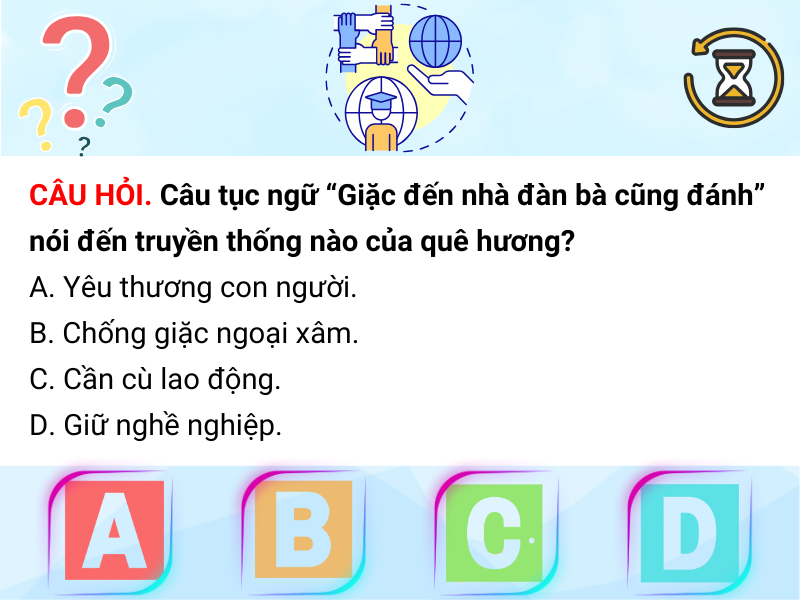 ? ? ? ?
CÂU HỎI. Câu tục ngữ “Giặc đến nhà đàn bà cũng đánh”
nói đến truyền thống nào của quê hương?
A. Yêu thương con người.
B. Chống giặc ngoại xâm.
C. Cần cù lao động.
D. Giữ nghề nghiệp.
A B C D